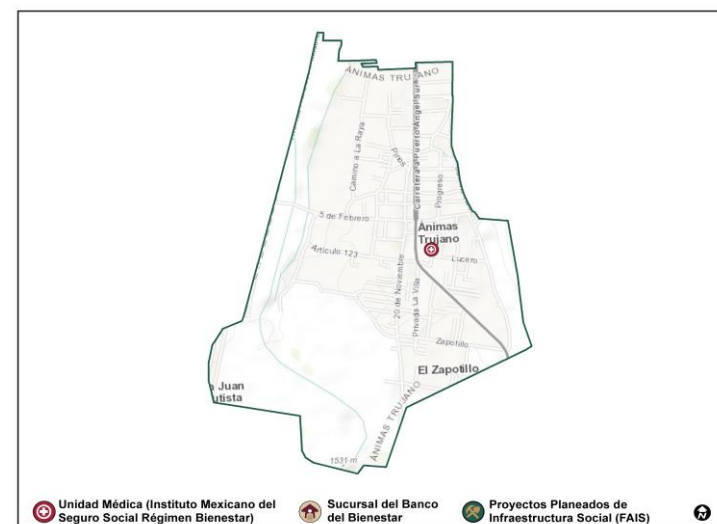 ÁNIMAS TRUJANO
Carretera a Puerto Ángel Sur
Camino a La Raya
Pinos
Progreso
5 de Febrero
Ánimas
Trujano
Artículo 123
Lucero
20 de Noviembre
Privada La Villa
Zapotillo
El Zapotillo
Juan
utista
ÁNIMAS TRUJANO
1531 m
Unidad Médica (Instituto Mexicano del
Seguro Social Régimen Bienestar)
Sucursal del Banco
del Bienestar
Proyectos Planeados de
Infraestructura Social (FAIS)